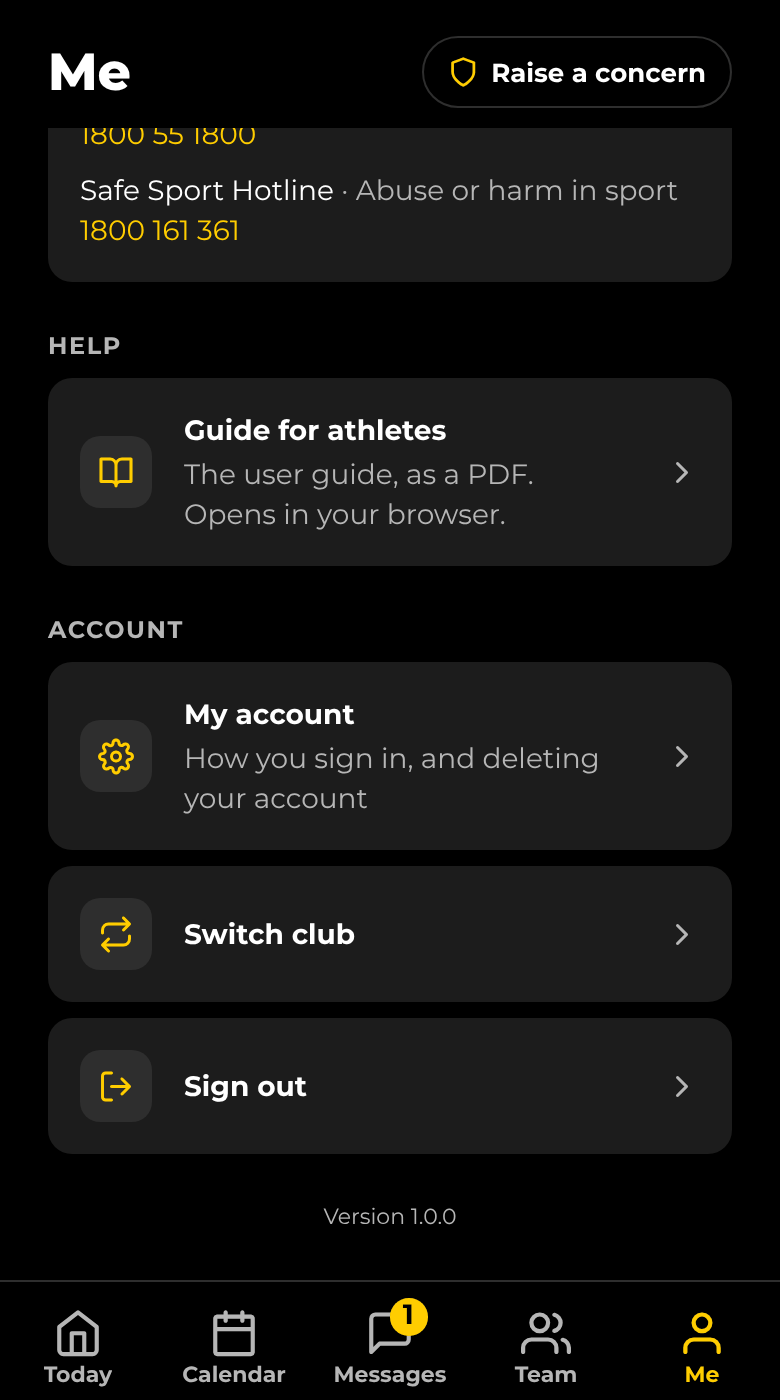 Me
Raise a concern
1800 55 1800
Safe Sport Hotline · Abuse or harm in sport
1800 161 361
HELP
Guide for athletes
The user guide, as a PDF.
Opens in your browser.
ACCOUNT
My account
How you sign in, and deleting
your account
Switch club
Sign out
Version 1.0.0
1
Today
Calendar
Messages
Team
Me